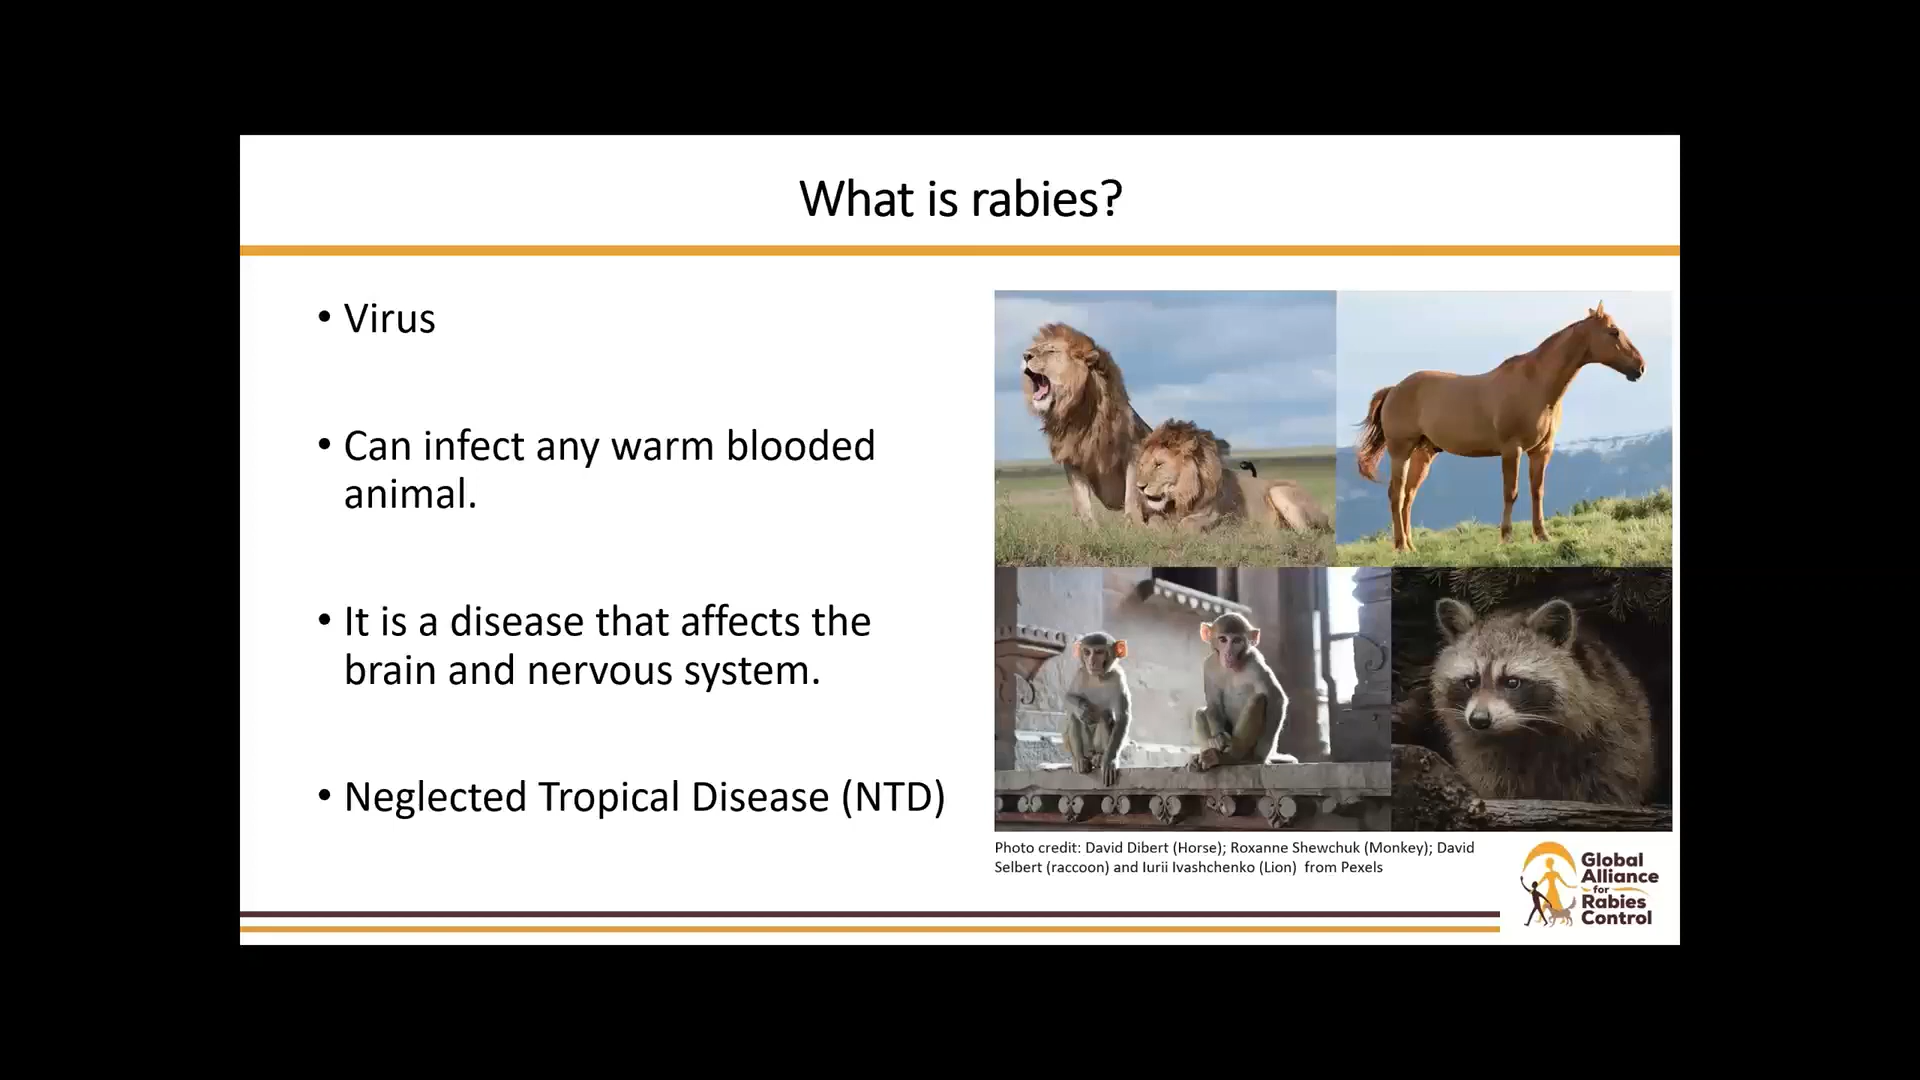 What is rabies?
• Virus
• Can infect any warm blooded
animal.
• It is a disease that affects the
brain and nervous system.
• Neglected Tropical Disease (NTD)
Photo credit: David Dibert (Horse); Roxanne Shewchuk (Monkey); David
Selbert (raccoon) and Iurii Ivashchenko (Lion) from Pexels
Global
Alliance
for
Rabies
Control